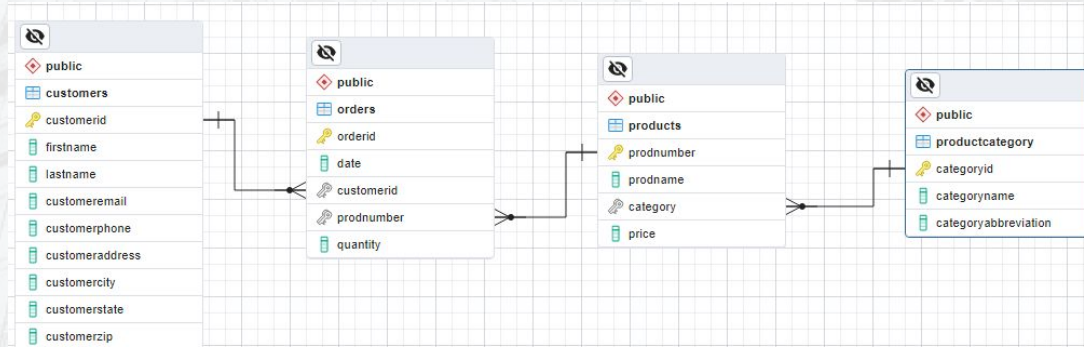 public
customers
customerid
firstname
lastname
customeremail
customerphone
customeraddress
customercity
customerstate
customerzip
public
orders
orderid
date
customerid
prodnumber
quantity
public
products
prodnumber
prodname
category
price
public
productcategory
categoryid
categoryname
categoryabbreviation